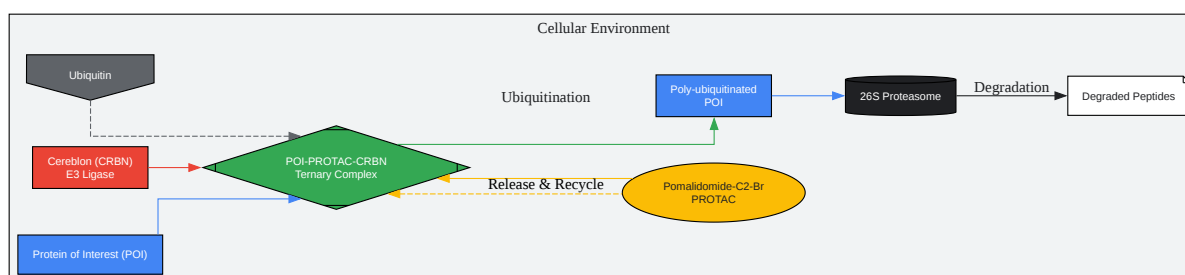 Cellular Environment
Ubiquitin
Cereblon (CRBN)
E3 Ligase
Protein of Interest (POI)
POI-PROTAC-CRBN
Ternary Complex
Ubiquitination
Release & Recycle
Poly-ubiquitinated
POI
Pomalidomide-C2-Br
PROTAC
26S Proteasome
Degradation
Degraded Peptides